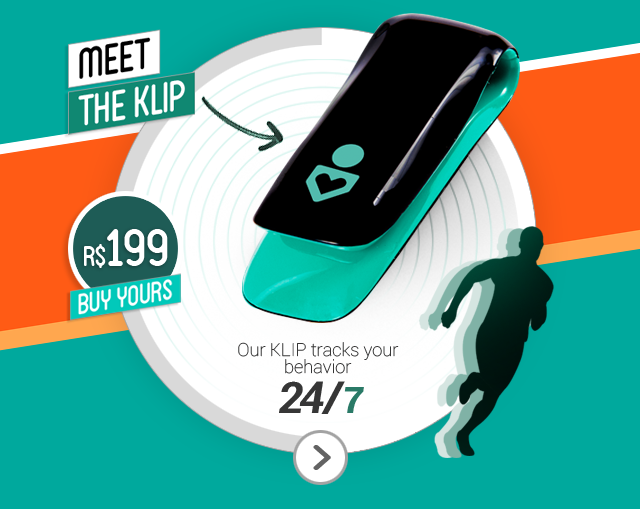 MEET
THE KLIP
R$199
BUY YOURS
Our KLIP tracks your
behavior
24/7